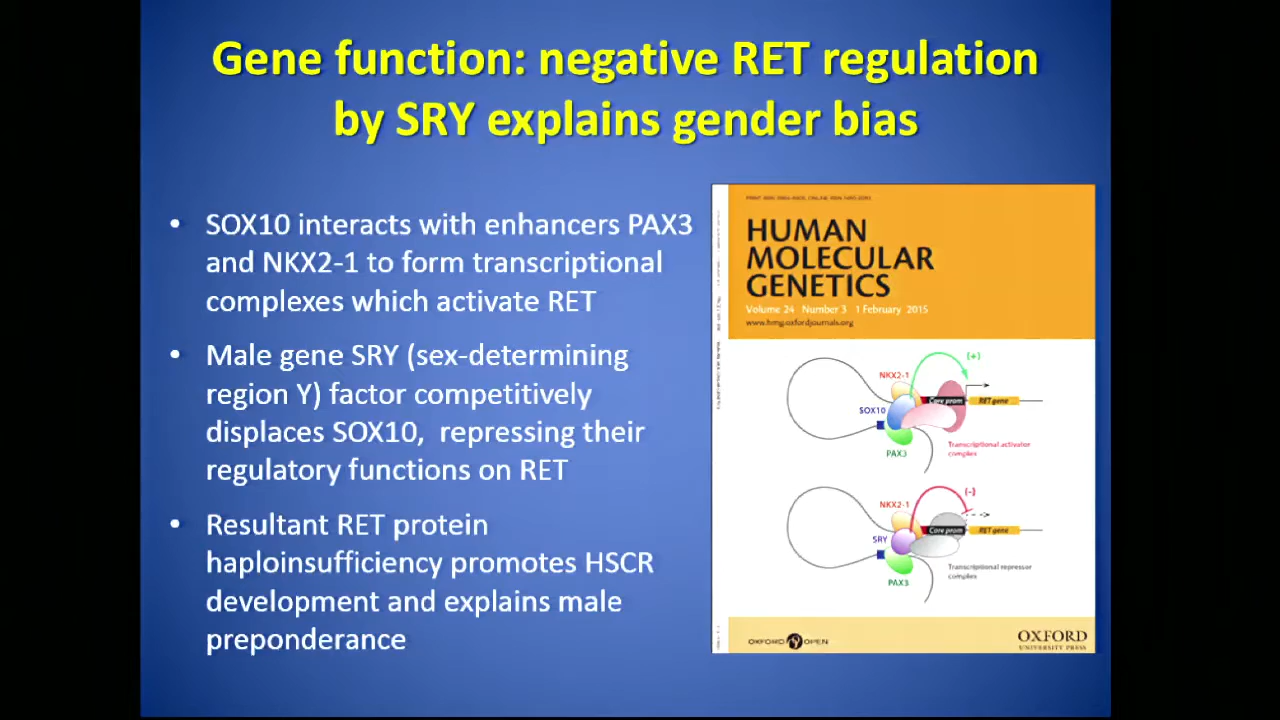 Gene function: negative RET regulation
by SRY explains gender bias
• SOX10 interacts with enhancers PAX3
and NKX2-1 to form transcriptional
complexes which activate RET
• Male gene SRY (sex-determining
region Y) factor competitively
displaces SOX10, repressing their
regulatory functions on RET
• Resultant RET protein
haploinsufficiency promotes HSCR
development and explains male
preponderance
HUMAN
MOLECULAR
GENETICS
Volume 24 Number 3 1 February 2015
www.hmg.oxfordjournals.org
(+)
NKX2-1
Core prom
RET gene
SOX10
PAX3
Transcriptional activator
complex
(-)
NKX2-1
Core prom
RET gene
SRY
PAX3
Transcriptional repressor
complex
OXFORD OPEN
OXFORD
UNIVERSITY PRESS